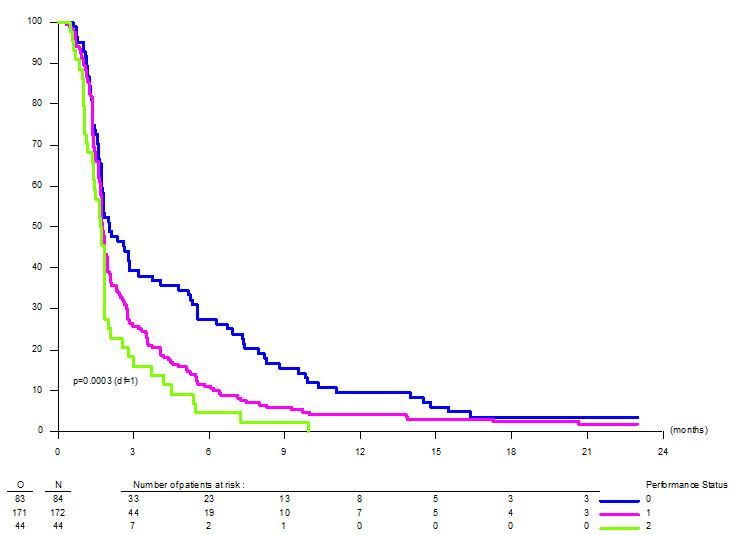 100
90
80
70
60
50
40
30
20
10
0
p=0.0003 (df=1)
(months)
0 3 6 9 12 15 18 21 24
O N Number of patients at risk : Performance Status
83 84 33 23 13 8 5 3 3 0
171 172 44 19 10 7 5 4 3 1
44 44 7 2 1 0 0 0 0 2